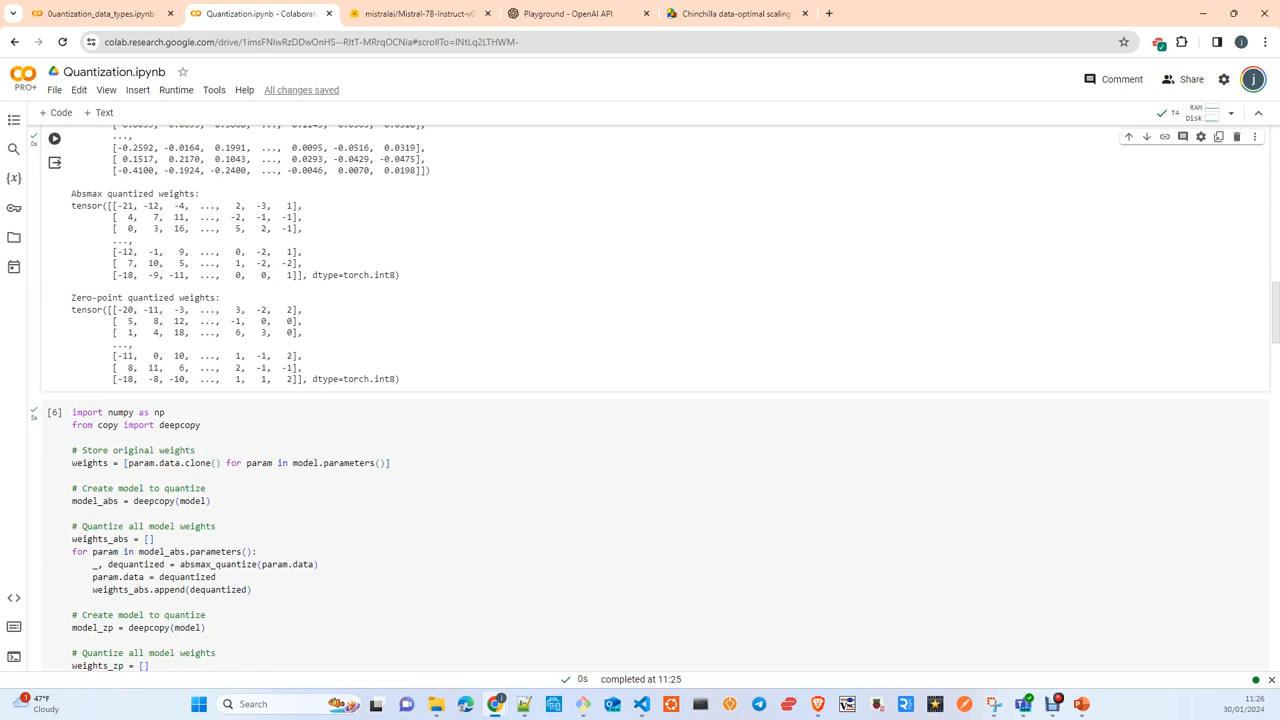 0uantization_data_types.ipynb
Quantization.ipynb - Colaborat
mistralai/Mistral-7B-Instruct-v0
Playground - OpenAI API
Chinchilla data-optimal scaling
colab.research.google.com/drive/1imsFNIwRzDDwOnHS--RItT-MRrqOCNia#scrollTo=INtLq2LTHWM-
PRO+
Quantization.ipynb
Comment
Share
j
File Edit View Insert Runtime Tools Help All changes saved
+ Code + Text
T4
RAM
Disk
0s
...,
[-0.2592, -0.0164, 0.1991, ..., 0.0095, -0.0516, 0.0319],
[ 0.1517, 0.2170, 0.1043, ..., 0.0293, -0.0429, -0.0475],
[-0.4100, -0.1924, -0.2400, ..., -0.0046, 0.0070, 0.0198]])
Absmax quantized weights:
tensor([[-21, -12, -4, ..., 2, -3, 1],
[ 4, 7, 11, ..., -2, -1, -1],
[ 0, 3, 16, ..., 5, 2, -1],
...,
[-12, -1, 9, ..., 0, -2, 1],
[ 7, 10, 5, ..., 1, -2, -2],
[-18, -9, -11, ..., 0, 0, 1]], dtype=torch.int8)
Zero-point quantized weights:
tensor([[-20, -11, -3, ..., 3, -2, 2],
[ 5, 8, 12, ..., -1, 0, 0],
[ 1, 4, 18, ..., 6, 3, 0],
...,
[-11, 0, 10, ..., 1, -1, 2],
[ 8, 11, 6, ..., 2, -1, -1],
[-18, -8, -10, ..., 1, 1, 2]], dtype=torch.int8)
5s
[6] import numpy as np
from copy import deepcopy
# Store original weights
weights = [param.data.clone() for param in model.parameters()]
# Create model to quantize
model_abs = deepcopy(model)
# Quantize all model weights
weights_abs = []
for param in model_abs.parameters():
_, dequantized = absmax_quantize(param.data)
param.data = dequantized
weights_abs.append(dequantized)
# Create model to quantize
model_zp = deepcopy(model)
# Quantize all model weights
weights_zp = []
0s completed at 11:25
47°F
Cloudy
Search
11:26
30/01/2024